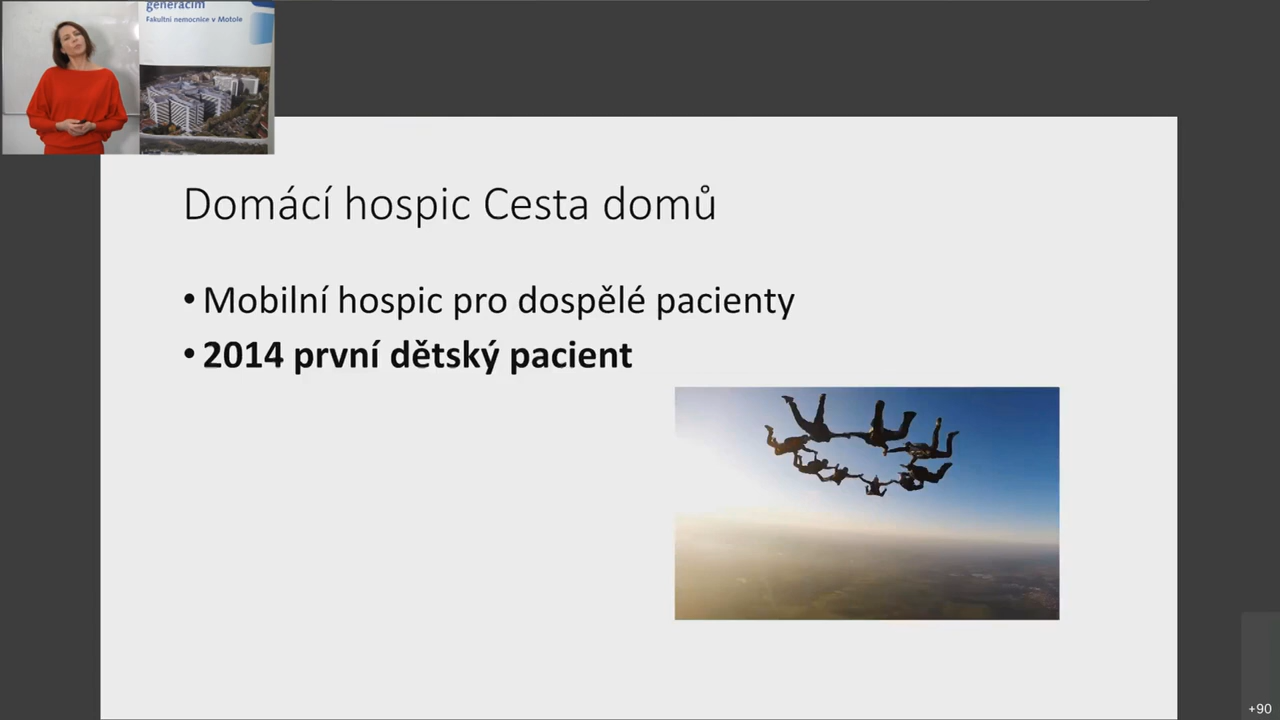 generacím
Fakultní nemocnice v Motole
Domácí hospic Cesta domů
• Mobilní hospic pro dospělé pacienty
• 2014 první dětský pacient
+90